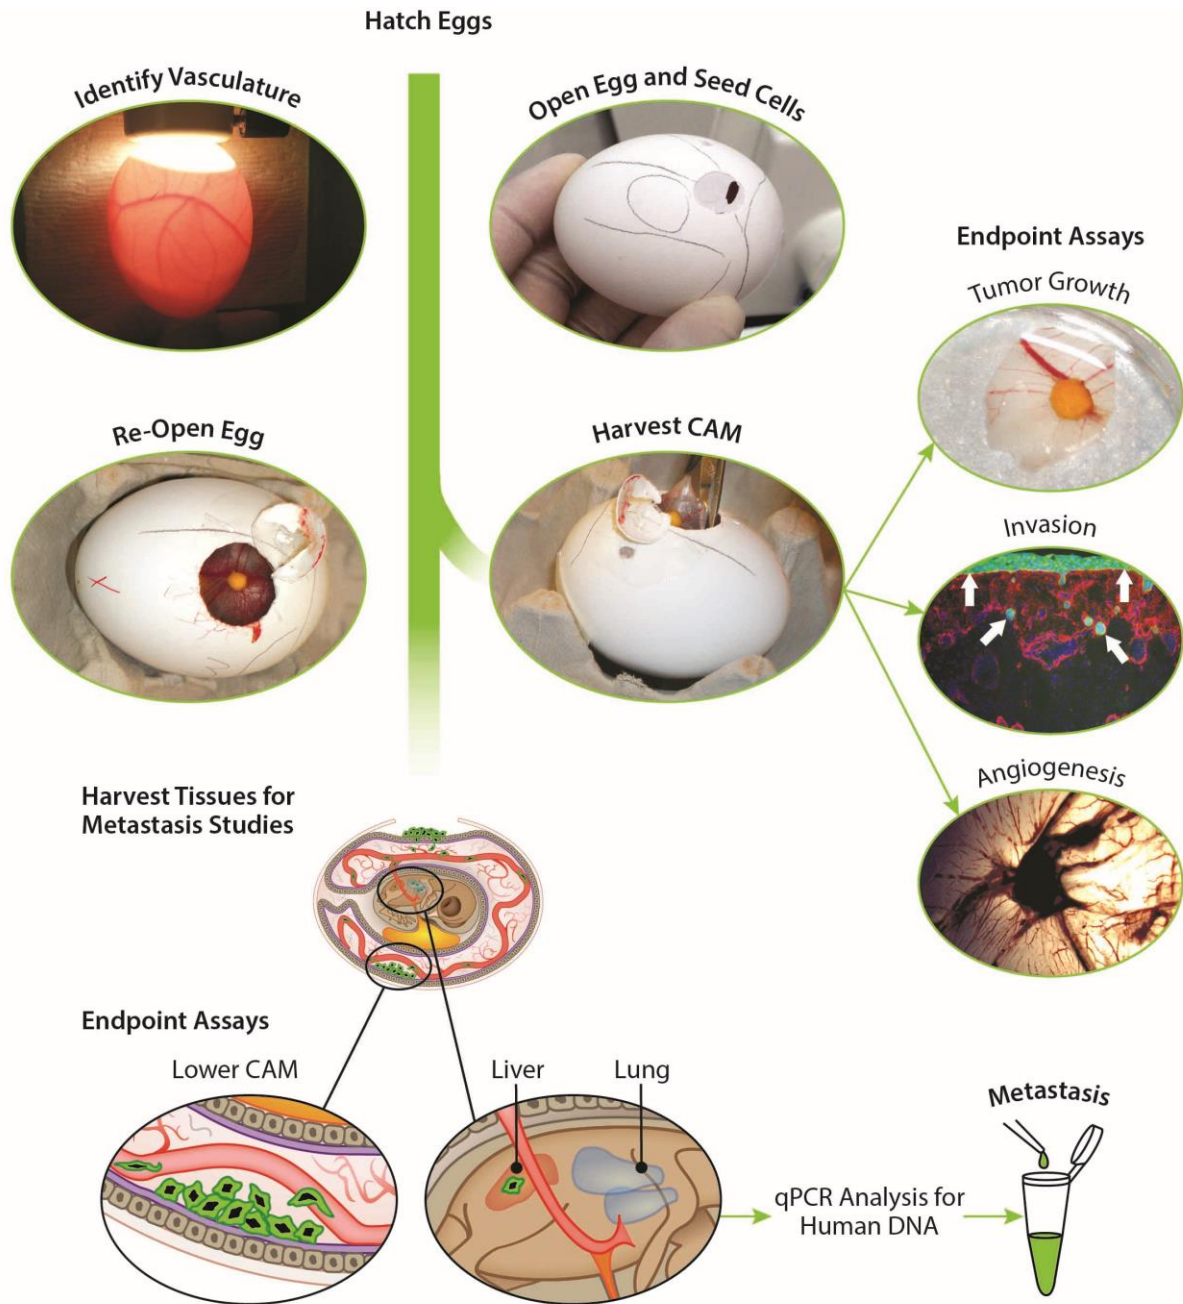 Hatch Eggs
Identify Vasculature
Open Egg and Seed Cells
Re-Open Egg
Harvest CAM
Endpoint Assays
Tumor Growth
Invasion
Angiogenesis
Harvest Tissues for
Metastasis Studies
Endpoint Assays
Lower CAM
Liver
Lung
qPCR Analysis for
Human DNA
Metastasis